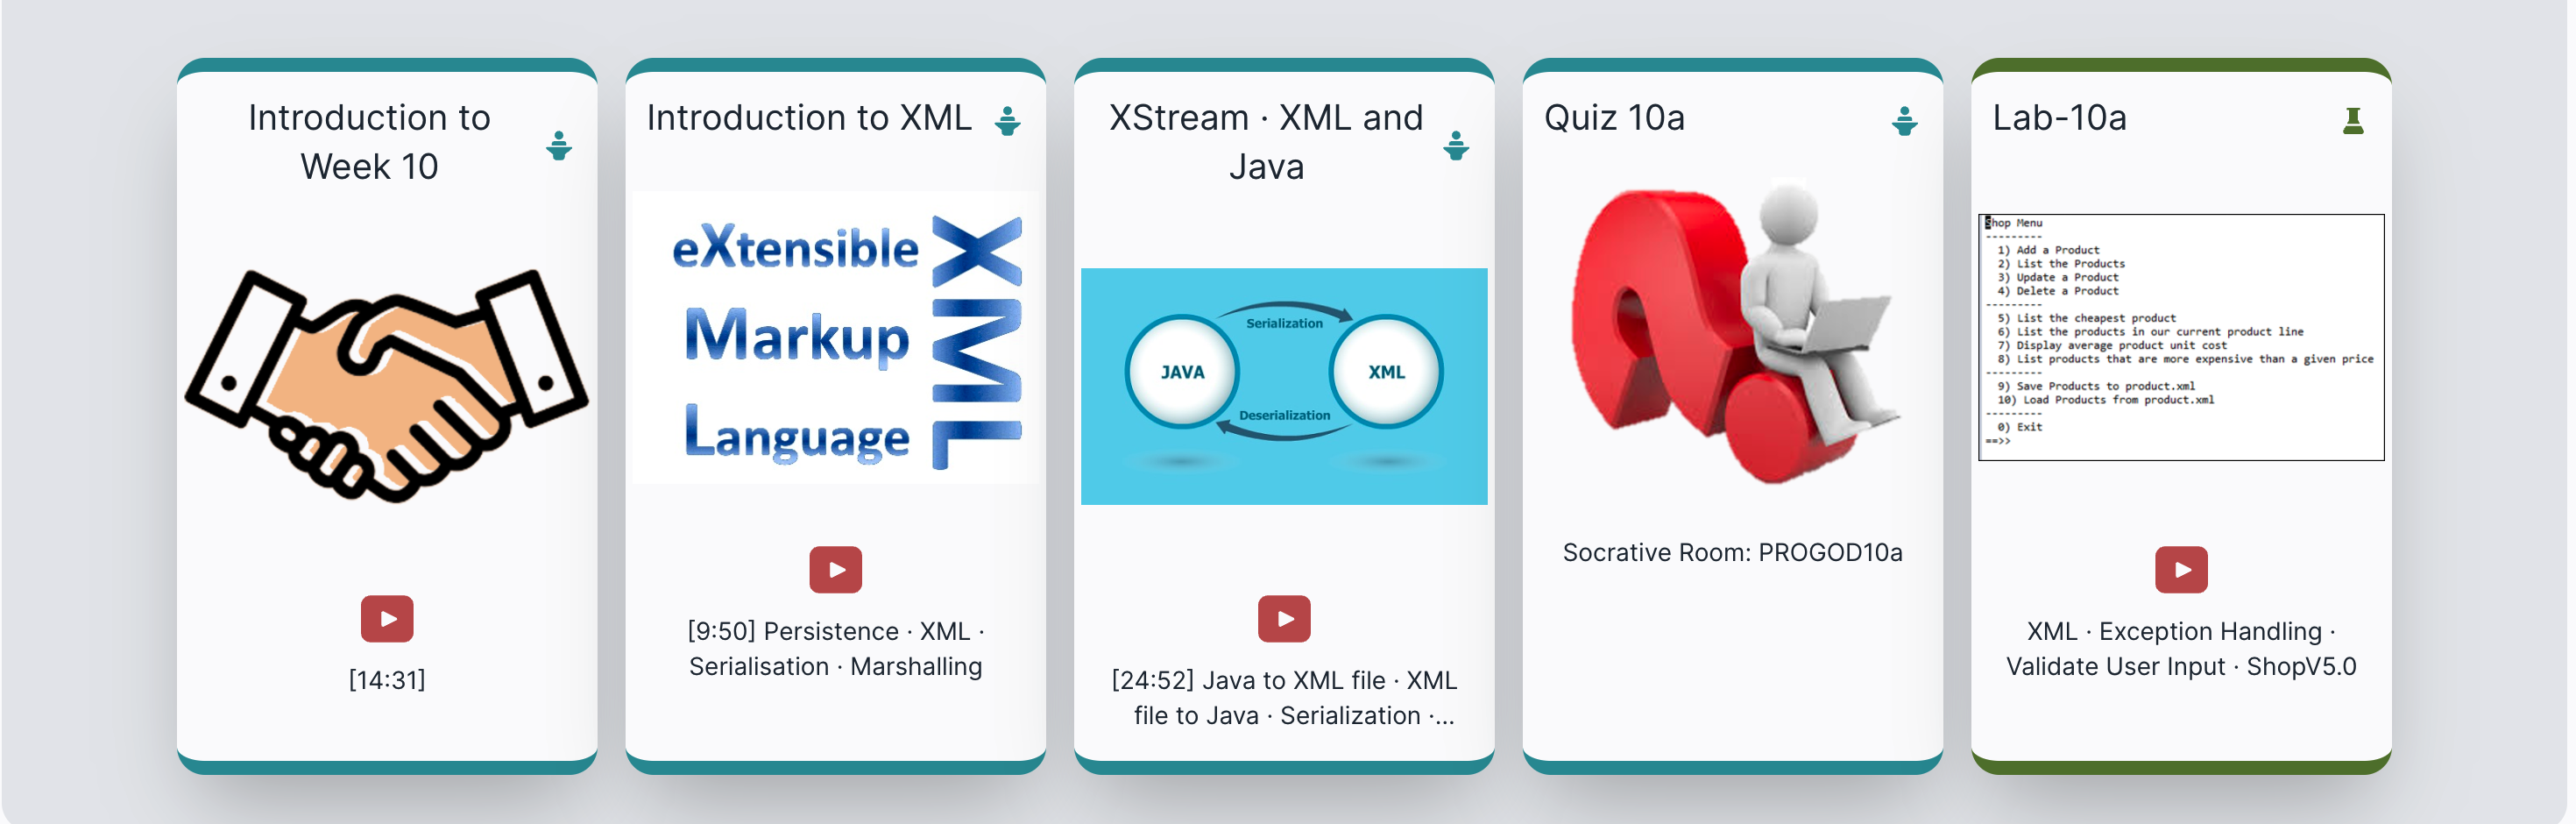 Introduction to
Week 10
[14:31]
Introduction to XML
eXtensible
Markup
Language
XML
[9:50] Persistence · XML ·
Serialisation · Marshalling
XStream · XML and
Java
Serialization
JAVA
XML
Deserialization
[24:52] Java to XML file · XML
file to Java · Serialization ·...
Quiz 10a
Socrative Room: PROGOD10a
Lab-10a
Shop Menu
---------
1) Add a Product
2) List the Products
3) Update a Product
4) Delete a Product
---------
5) List the cheapest product
6) List the products in our current product line
7) Display average product unit cost
8) List products that are more expensive than a given price
---------
9) Save Products to product.xml
10) Load Products from product.xml
---------
0) Exit
==>>
XML · Exception Handling ·
Validate User Input · ShopV5.0